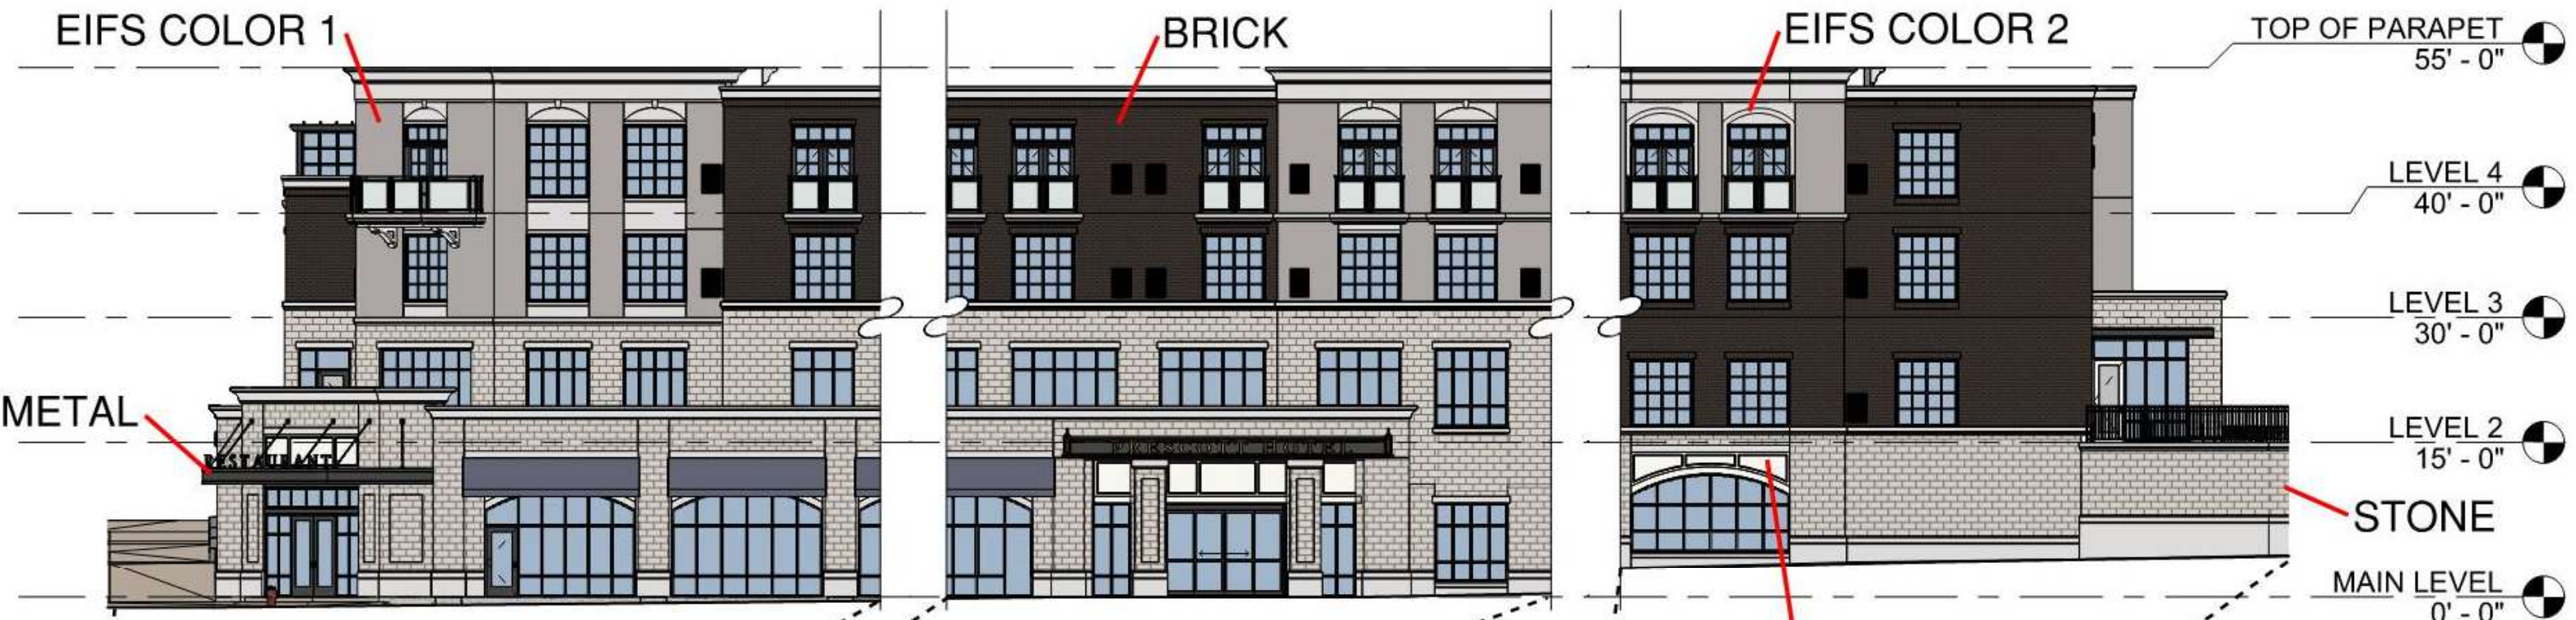 EIFS COLOR 1
BRICK
EIFS COLOR 2
TOP OF PARAPET
55' - 0"
LEVEL 4
40' - 0"
LEVEL 3
30' - 0"
METAL
RESTAURANT
HOTEL
LEVEL 2
15' - 0"
STONE
MAIN LEVEL
0' - 0"